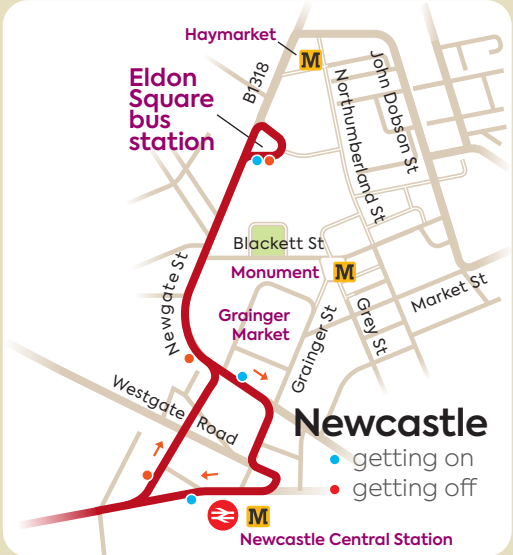 Haymarket
M
B1318
John Dobson St
Northumberland St
Eldon
Square
bus
station
Blackett St
Monument
M
Newgate St
Grainger
Market
Grainger St
Grey St
Market St
Westgate Road
Newcastle
getting on
getting off
M
Newcastle Central Station